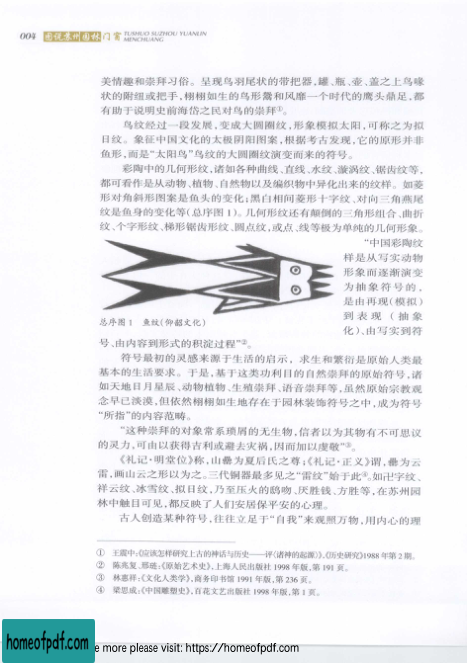 004 图说苏州园林 门窗 TUSHUO SUZHOU YUANLIN
MENCHUANG
美情趣和崇拜习俗。呈现鸟羽尾状的带把器,罐、瓶、壶、盖之上鸟喙
状的附纽或把手,栩栩如生的鸟形鬶和风靡一个时代的鹰头鼎足,都
有助于说明史前海岱之民对鸟的崇拜①。
鸟纹经过一段发展,变成大圆圈纹,形象模拟太阳,可称之为拟
日纹。象征中国文化的太极阴阳图案,根据考古发现,它的原形并非
鱼形,而是“太阳鸟”鸟纹的大圆圈纹演变而来的符号。
彩陶中的几何形纹,诸如各种曲线、直线、水纹、漩涡纹、锯齿纹等,
都可看作是从动物、植物、自然物以及编织物中异化出来的纹样。如菱
形对角斜形图案是鱼头的变化;黑白相间菱形十字纹、对向三角燕尾
纹是鱼身的变化等(总序图1)。几何形纹还有颠倒的三角形组合、曲折
纹、个字形纹、梯形锯齿形纹、圆点纹,或点、线等极为单纯的几何形象。
“中国彩陶纹
样是从写实动物
形象而逐渐演变
为抽象符号的,
是由再现(模拟)
到表现(抽象
化)、由写实到符
总序图 1 鱼纹(仰韶文化)
号、由内容到形式的积淀过程”②。
符号最初的灵感来源于生活的启示,求生和繁衍是原始人类最
基本的生活要求。于是,基于这类功利目的自然崇拜的原始符号,诸
如天地日月星辰、动物植物、生殖崇拜、语音崇拜等,虽然原始宗教观
念早已淡漠,但依然栩栩如生地存在于园林装饰符号之中,成为符号
“所指”的内容范畴。
“这种崇拜的对象常系琐屑的无生物,信者以为其物有不可思议
的灵力,可由以获得吉利或避去灾祸,因而加以虔敬”③。
《礼记·明堂位》称,山罍为夏后氏之尊;《礼记·正义》谓,罍为云
雷,画山云之形以为之。三代铜器最多见之“雷纹”始于此④。如卍字纹、
祥云纹、冰雪纹、拟日纹,乃至压火的鸱吻、厌胜钱、方胜等,在苏州园
林中触目可见,都反映了人们安居保平安的心理。
古人创造某种符号,往往立足于“自我”来观照万物,用内心的理
① 王震中:《应该怎样研究上古的神话与历史——评〈诸神的起源〉》,《历史研究》1988年第2期。
② 陈兆复、邢琏:《原始艺术史》,上海人民出版社 1998 年版,第 191 页。
③ 林惠祥:《文化人类学》,商务印书馆 1991 年版,第 236 页。
④ 梁思成:《中国雕塑史》,百花文艺出版社 1998 年版,第 1 页。
homeofpdf.com
e more please visit: https://homeofpdf.com